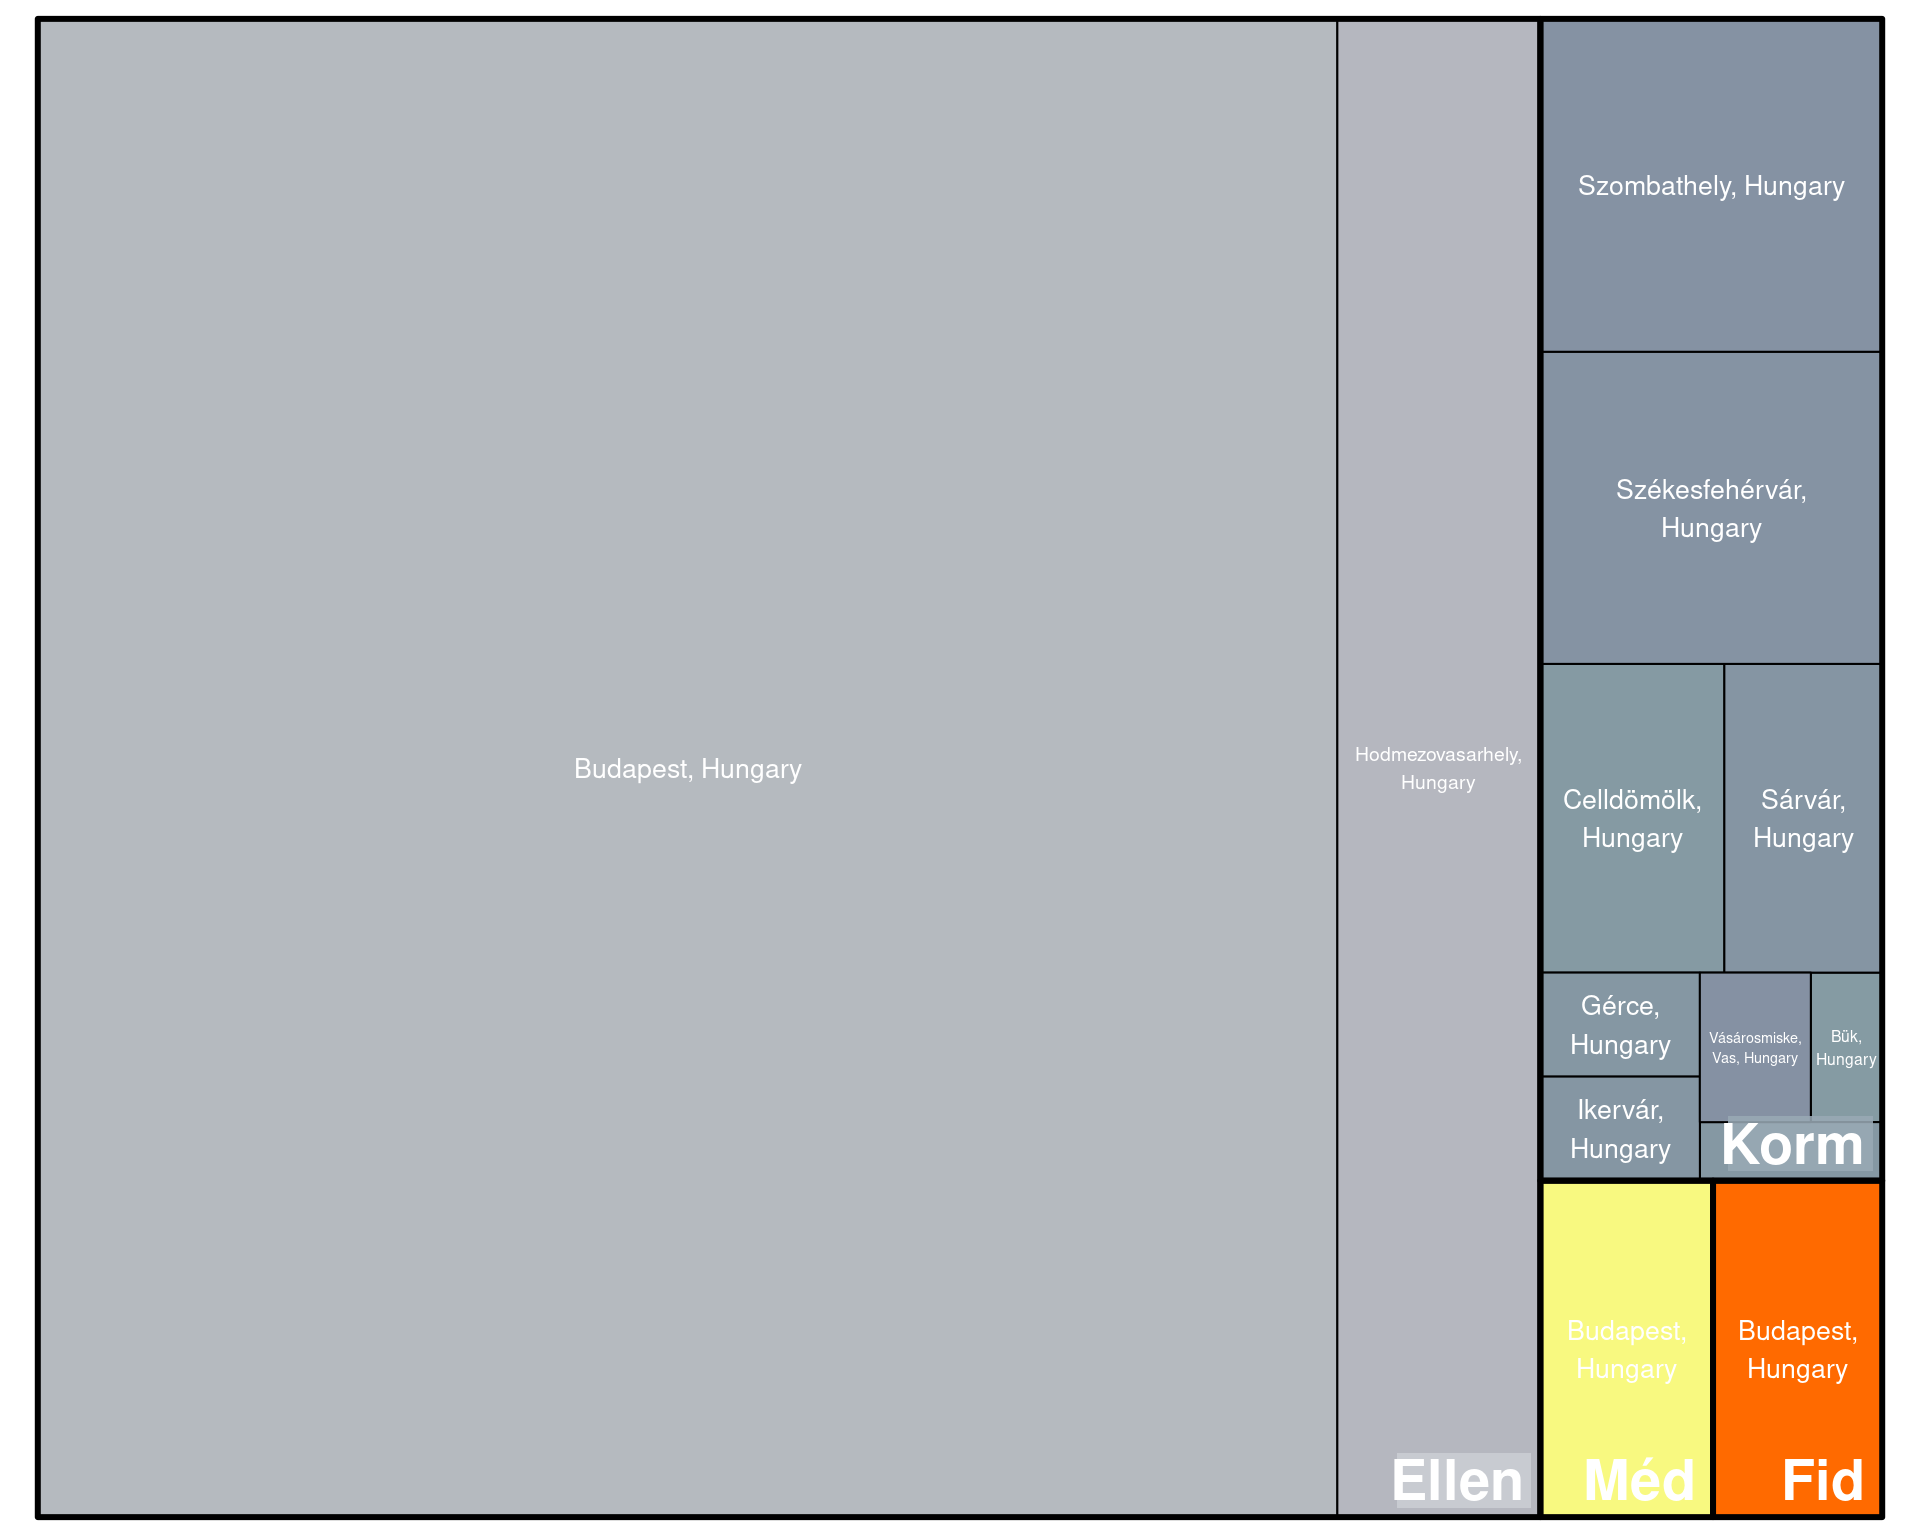 Budapest, Hungary
Hodmezovasarhely,
Hungary
Ellen
Szombathely, Hungary
Székesfehérvár,
Hungary
Celldömölk,
Hungary
Sárvár,
Hungary
Gérce,
Hungary
Ikervár,
Hungary
Vásárosmiske,
Vas, Hungary
Bük,
Hungary
Korm
Budapest,
Hungary
Méd
Budapest,
Hungary
Fid